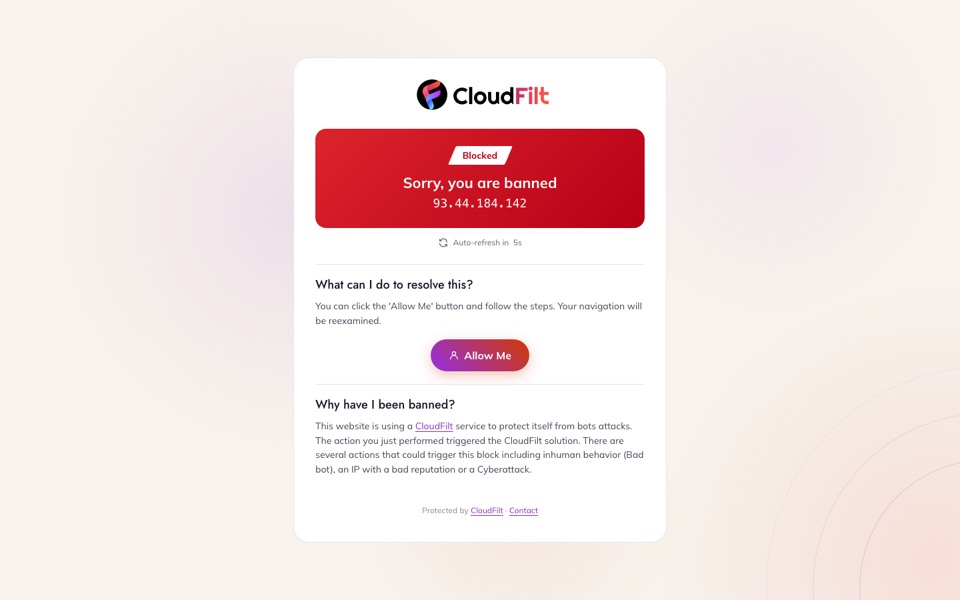 CloudFilt
Blocked
Sorry, you are banned
93.44.184.142
Auto-refresh in 5s
What can I do to resolve this?
You can click the 'Allow Me' button and follow the steps. Your navigation will
be reexamined.
Allow Me
Why have I been banned?
This website is using a CloudFilt service to protect itself from bots attacks.
The action you just performed triggered the CloudFilt solution. There are
several actions that could trigger this block including inhuman behavior (Bad
bot), an IP with a bad reputation or a Cyberattack.
Protected by CloudFilt · Contact